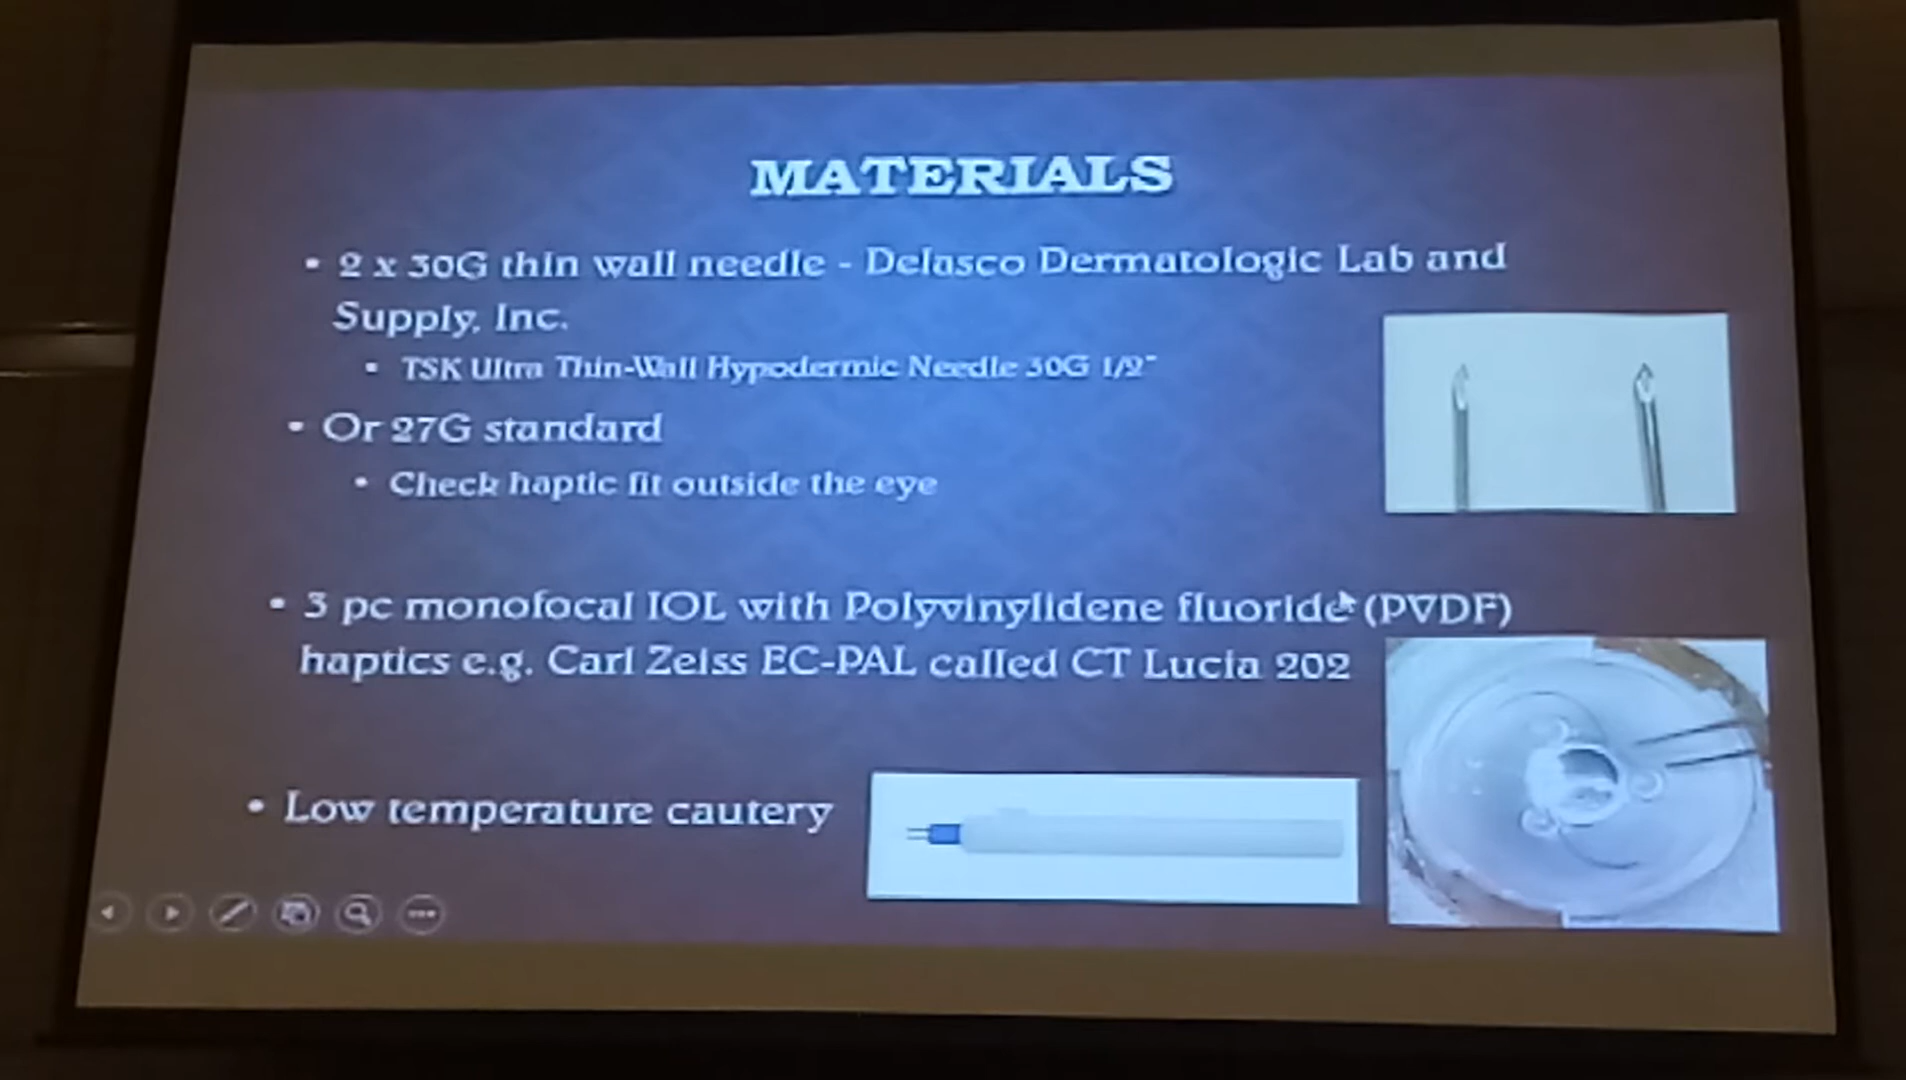 MATERIALS
• 2 x 30G thin wall needle - Delasco Dermatologic Lab and
Supply, Inc.
• TSK Ultra Thin-Wall Hypodermic Needle 30G 1/2"
• Or 27G standard
• Check haptic fit outside the eye
• 3 pc monofocal IOL with Polyvinylidene fluoride (PVDF)
haptics e.g. Carl Zeiss EC-PAL called CT Lucia 202
• Low temperature cautery